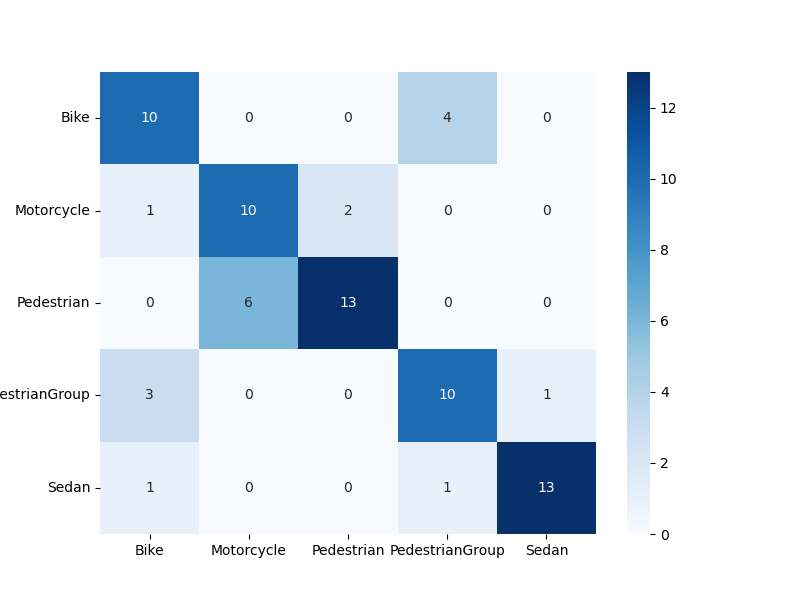 Bike 10 0 0 4 0
Motorcycle 1 10 2 0 0
Pedestrian 0 6 13 0 0
estrianGroup 3 0 0 10 1
Sedan 1 0 0 1 13
Bike Motorcycle Pedestrian PedestrianGroup Sedan
12
10
8
6
4
2
0